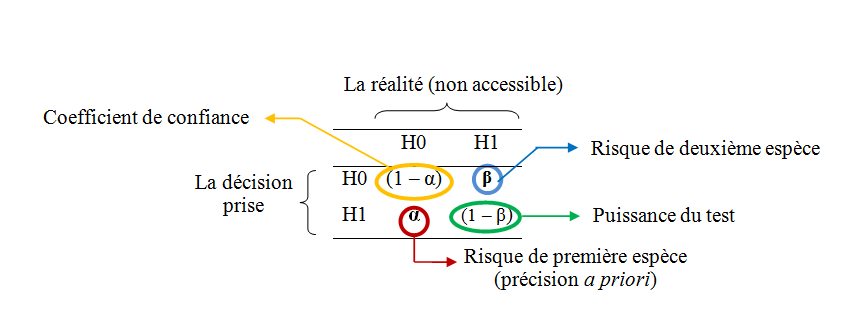 La réalité (non accessible)
Coefficient de confiance
H0 H1
Risque de deuxième espèce
La décision
prise
H0 (1 – α) β
H1 α (1 – β)
Puissance du test
Risque de première espèce
(précision a priori)